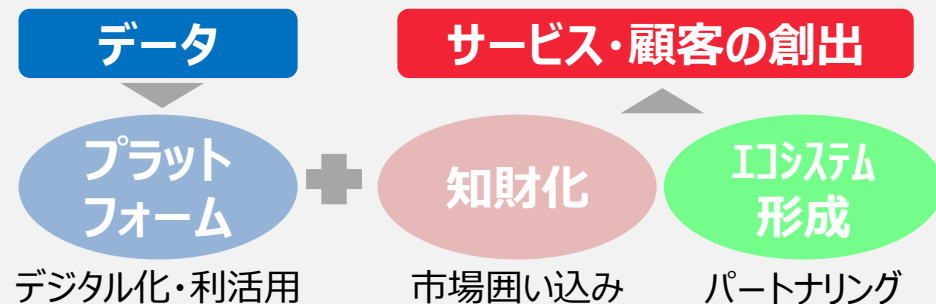 データ
サービス・顧客の創出
プラット
フォーム
知財化
ｴｺｼｽﾃﾑ
形成
デジタル化・利活用
市場囲い込み
パートナリング